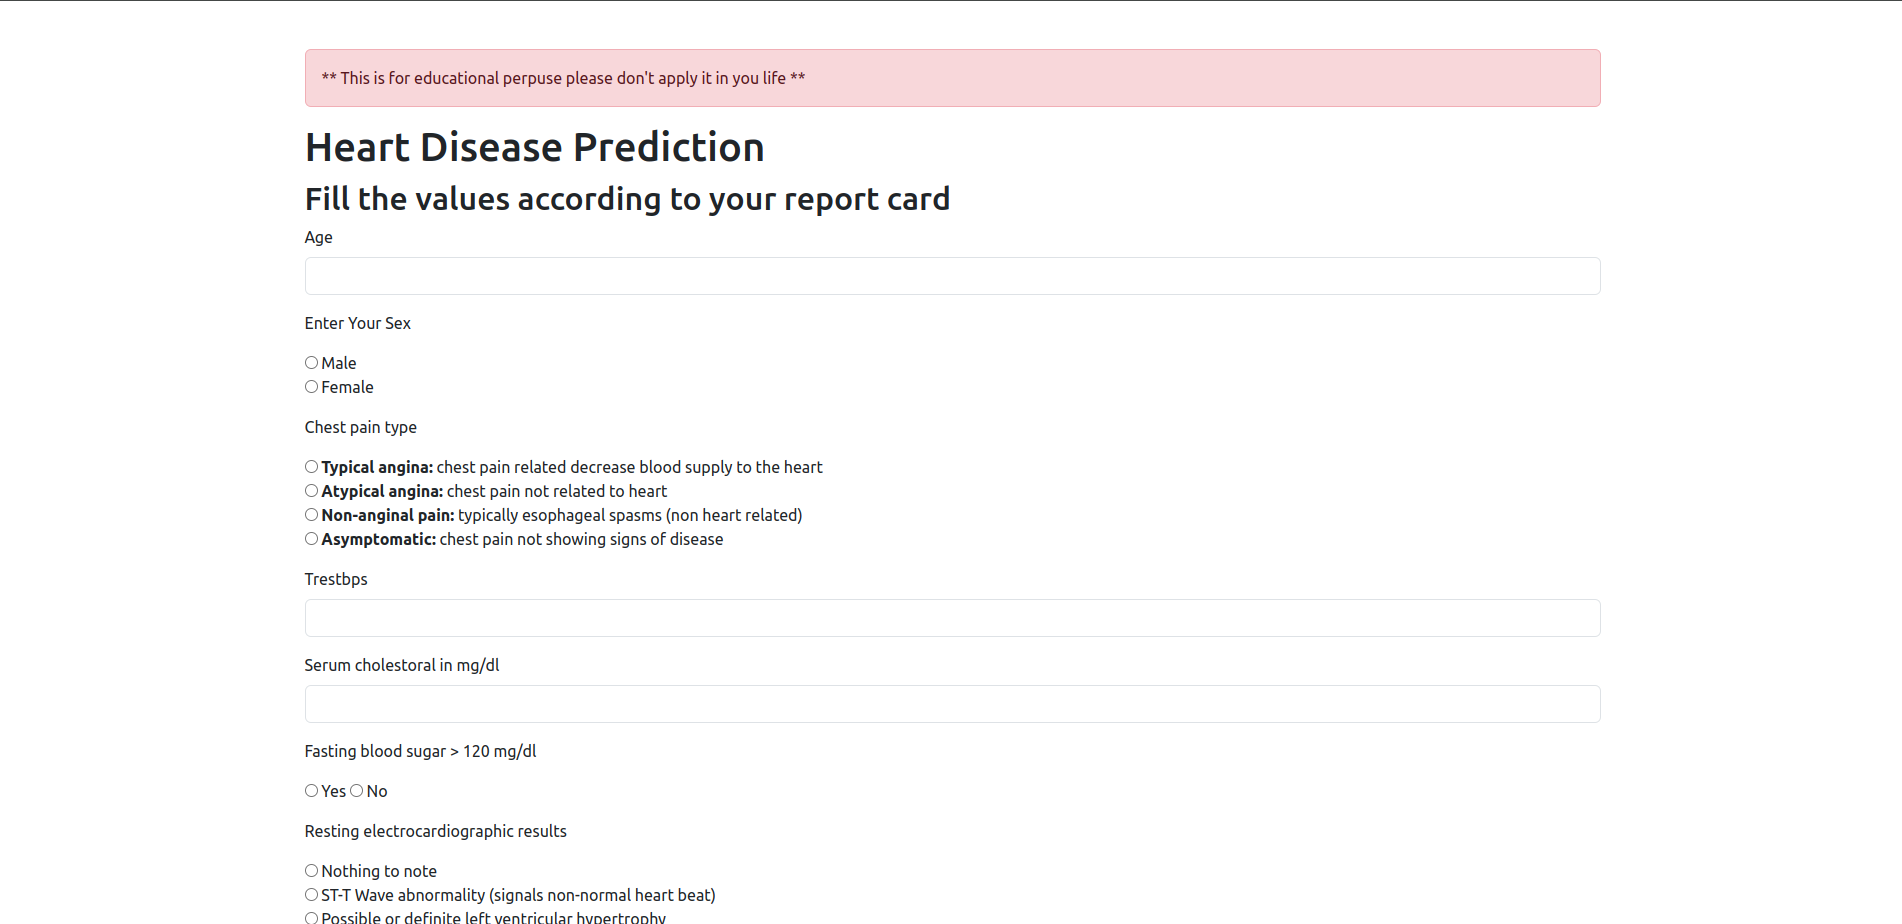 ** This is for educational perpuse please don't apply it in you life **
Heart Disease Prediction
Fill the values according to your report card
Age
Enter Your Sex
Male
Female
Chest pain type
Typical angina: chest pain related decrease blood supply to the heart
Atypical angina: chest pain not related to heart
Non-anginal pain: typically esophageal spasms (non heart related)
Asymptomatic: chest pain not showing signs of disease
Trestbps
Serum cholestoral in mg/dl
Fasting blood sugar > 120 mg/dl
Yes No
Resting electrocardiographic results
Nothing to note
ST-T Wave abnormality (signals non-normal heart beat)
Possible or definite left ventricular hypertrophy